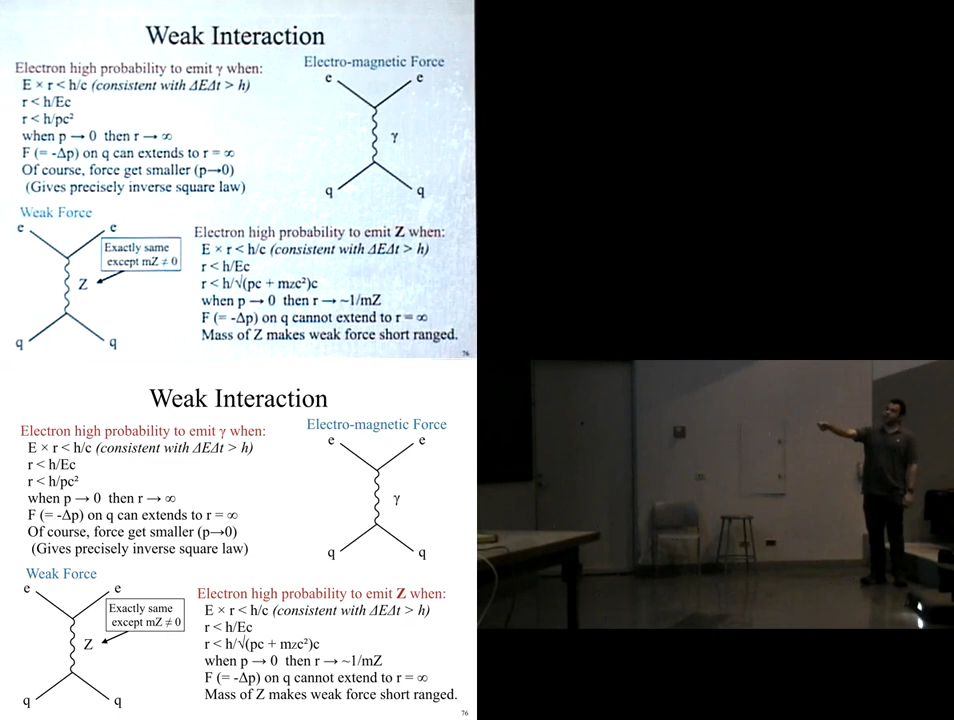 Weak Interaction
Electro-magnetic Force
Electron high probability to emit γ when:
E × r < h/c (consistent with ΔEΔt > h)
r < h/Ec
r < h/pc²
when p → 0 then r → ∞
F (= -Δp) on q can extends to r = ∞
Of course, force get smaller (p→0)
(Gives precisely inverse square law)
e e
γ
q q
Weak Force
e e
Exactly same
except mZ ≠ 0
Z
q q
Electron high probability to emit Z when:
E × r < h/c (consistent with ΔEΔt > h)
r < h/Ec
r < h/√(pc + mzc²)c
when p → 0 then r → ~1/mZ
F (= -Δp) on q cannot extend to r = ∞
Mass of Z makes weak force short ranged.
76
Weak Interaction
Electro-magnetic Force
Electron high probability to emit γ when:
E × r < h/c (consistent with ΔEΔt > h)
r < h/Ec
r < h/pc²
when p → 0 then r → ∞
F (= -Δp) on q can extends to r = ∞
Of course, force get smaller (p→0)
(Gives precisely inverse square law)
e e
γ
q q
Weak Force
e e
Exactly same
except mZ ≠ 0
Z
q q
Electron high probability to emit Z when:
E × r < h/c (consistent with ΔEΔt > h)
r < h/Ec
r < h/√(pc + mzc²)c
when p → 0 then r → ~1/mZ
F (= -Δp) on q cannot extend to r = ∞
Mass of Z makes weak force short ranged.
76